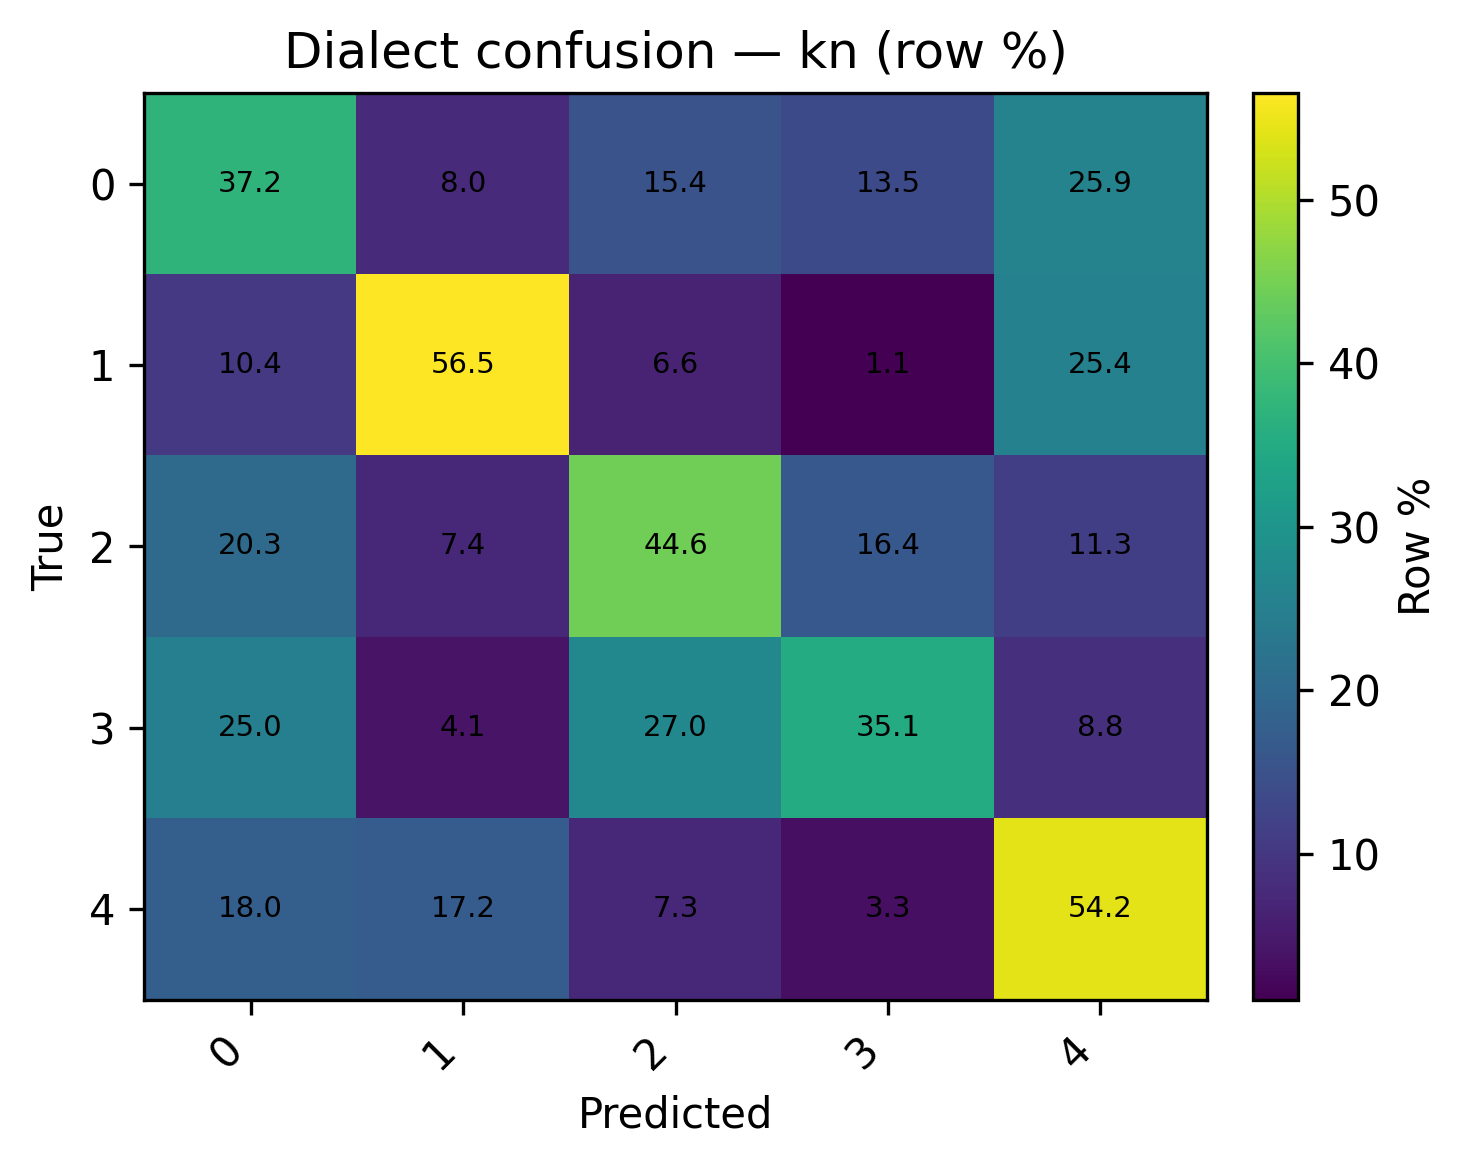 Dialect confusion — kn (row %)
0 37.2 8.0 15.4 13.5 25.9
1 10.4 56.5 6.6 1.1 25.4
2 20.3 7.4 44.6 16.4 11.3
3 25.0 4.1 27.0 35.1 8.8
4 18.0 17.2 7.3 3.3 54.2
0 1 2 3 4
Predicted
True
50
40
30
20
10
Row %